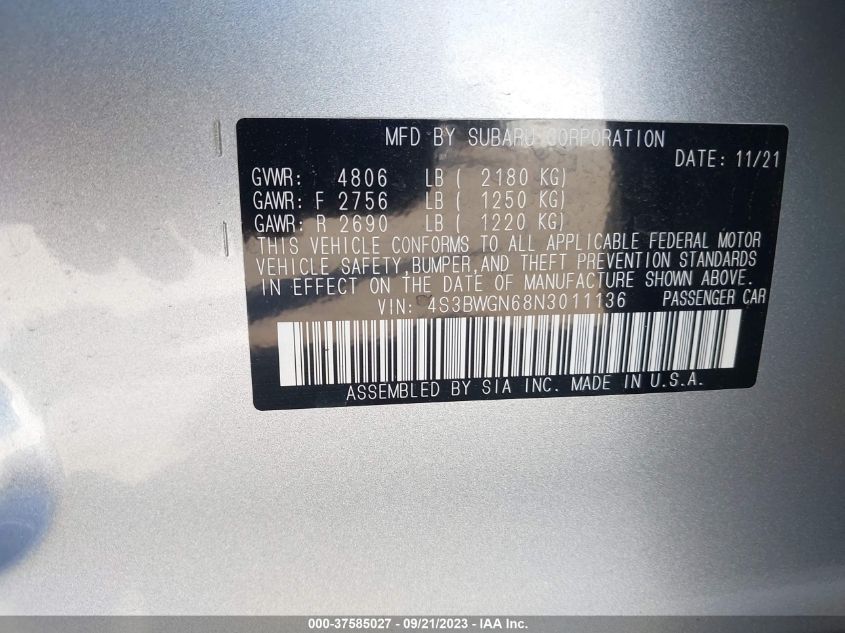 MFD BY SUBARU CORPORATION
DATE: 11/21
GVWR: 4806 LB ( 2180 KG)
GAWR: F 2756 LB ( 1250 KG)
GAWR: R 2690 LB ( 1220 KG)
THIS VEHICLE CONFORMS TO ALL APPLICABLE FEDERAL MOTOR
VEHICLE SAFETY,BUMPER,AND THEFT PREVENTION STANDARDS
IN EFFECT ON THE DATE OF MANUFACTURE SHOWN ABOVE.
VIN: 4S3BWGN68N3011136 PASSENGER CAR
ASSEMBLED BY SIA INC. MADE IN U.S.A.
000-37585027 - 09/21/2023 - IAA Inc.